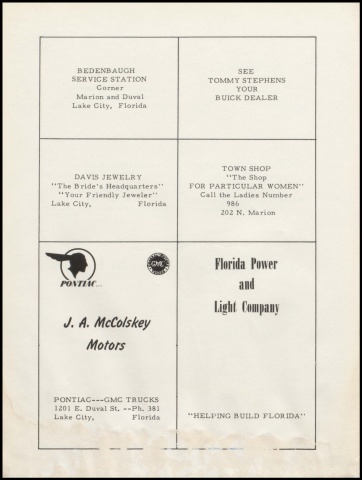 BEDENBAUGH
SERVICE STATION
Corner
Marion and Duval
Lake City, Florida
SEE
TOMMY STEPHENS
YOUR
BUICK DEALER
DAVIS JEWELRY
"The Bride's Headquarters"
"Your Friendly Jeweler"
Lake City, Florida
TOWN SHOP
"The Shop
FOR PARTICULAR WOMEN"
Call the Ladies Number
986
202 N. Marion
PONTIAC...
GMC
J. A. McColskey
Motors
PONTIAC---GMC TRUCKS
1201 E. Duval St. --Ph. 381
Lake City, Florida
Florida Power
and
Light Company
"HELPING BUILD FLORIDA"